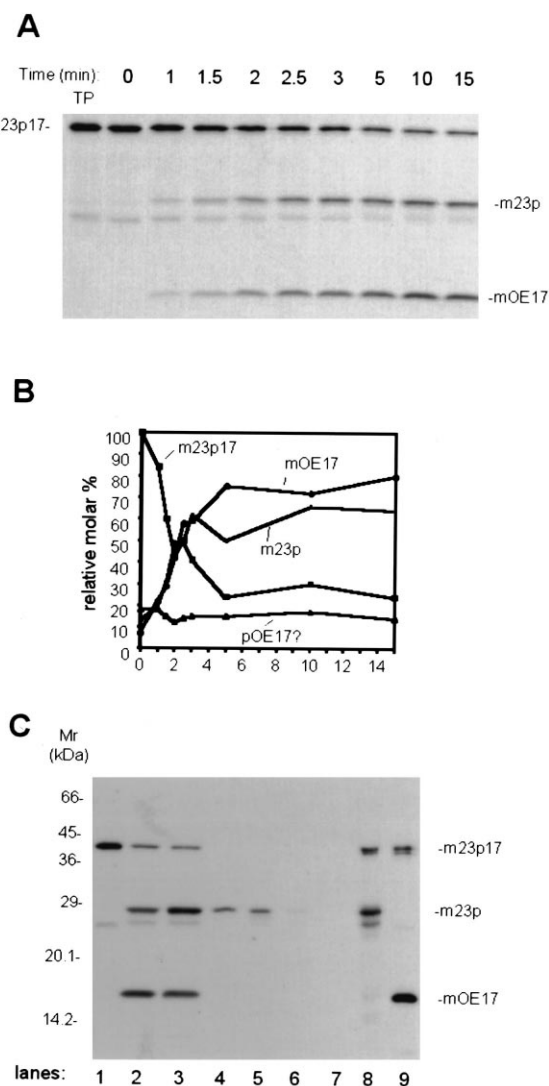 A
Time (min): 0 1 1.5 2 2.5 3 5 10 15
TP
23p17-
-m23p
-mOE17
B
relative molar %
100
90
80
70
60
50
40
30
20
10
0
m23p17
mOE17
m23p
pOE17?
0 2 4 6 8 10 12 14
C
Mr
(kDa)
66-
45-
36-
29-
20.1-
14.2-
-m23p17
-m23p
-mOE17
lanes: 1 2 3 4 5 6 7 8 9